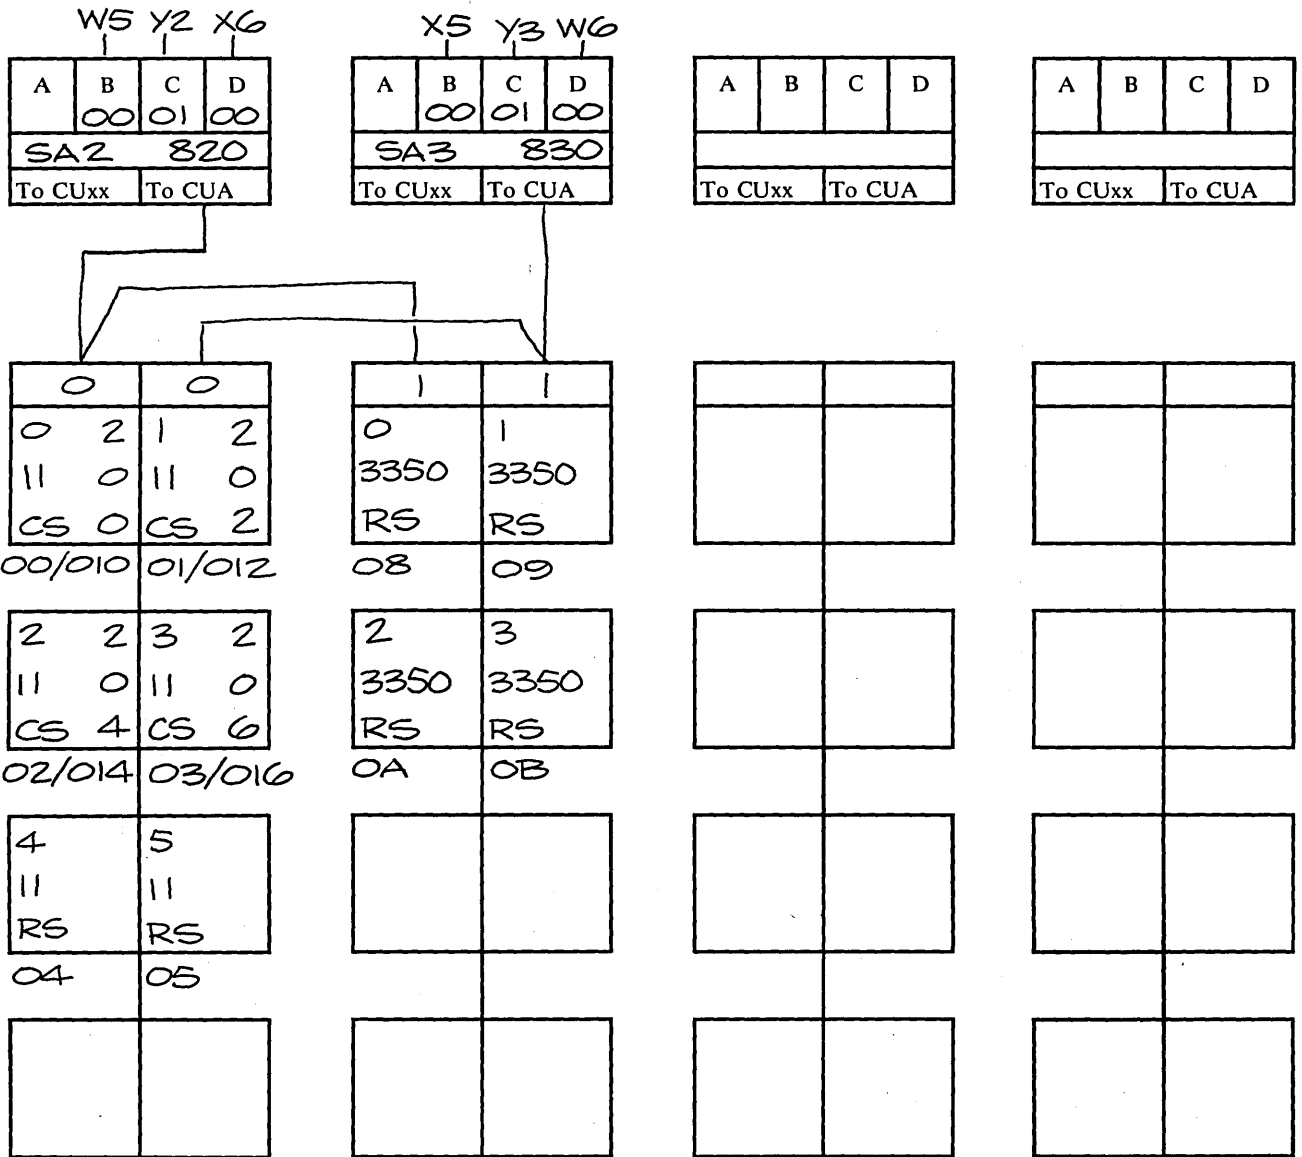 W5 Y2 X6 X5 Y3 W6
A B C D A B C D A B C D A B C D
00 01 00 00 01 00
SA2 820 SA3 830
To CUxx To CUA To CUxx To CUA To CUxx To CUA To CUxx To CUA
0 0 1 1
0 2 1 2 0 1
11 0 11 0 3350 3350
CS 0 CS 2 RS RS
00/010 01/012 08 09
2 2 3 2 2 3
11 0 11 0 3350 3350
CS 4 CS 6 RS RS
02/014 03/016 0A 0B
4 5
11 11
RS RS
04 05